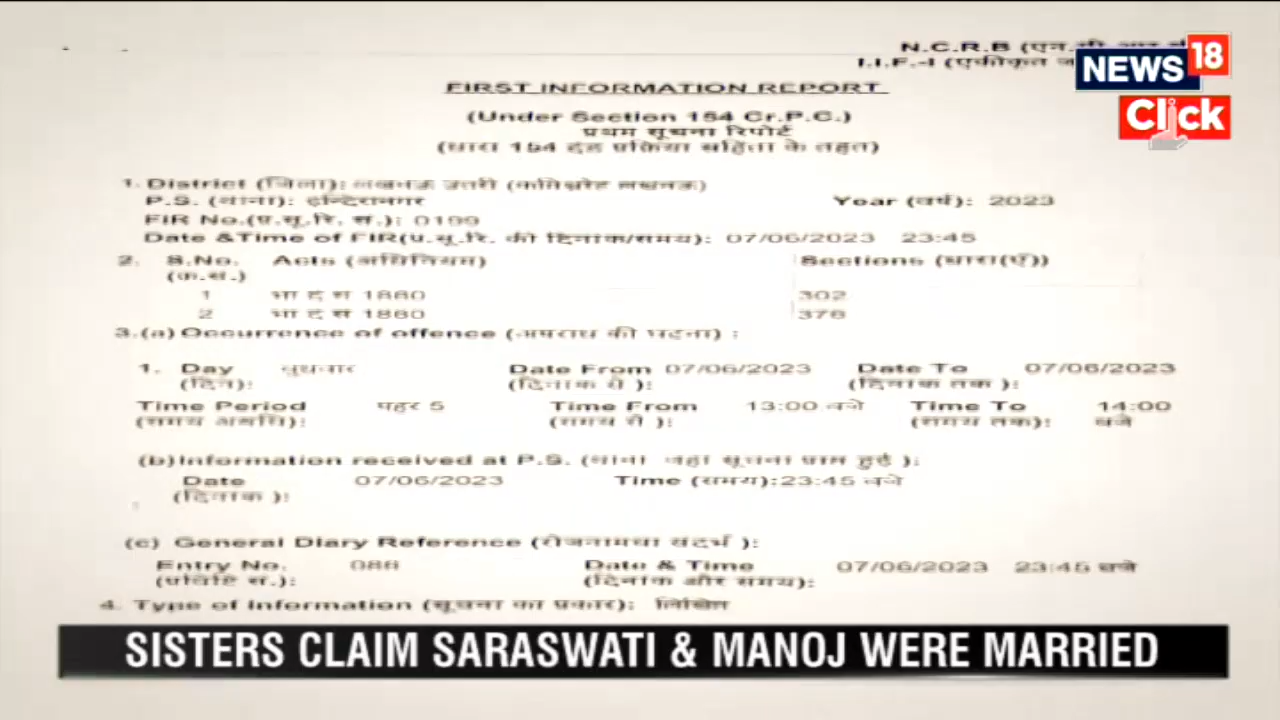 N.C.R.B (एन.सी.आर.बी
I.I.F.-I (एकीकृत ज
NEWS 18
Click
FIRST INFORMATION REPORT
(Under Section 154 Cr.P.C.)
प्रथम सूचना रिपोर्ट
(धारा 154 दंड प्रक्रिया संहिता के तहत)
1. District (जिला): लखनऊ उत्तरी (कमिश्नरेट लखनऊ)
P.S. (थाना): इन्दिरानगर Year (वर्ष): 2023
FIR No.(प्र.सू.रि. सं.): 0199
Date &Time of FIR(प्र.सू.रि. की दिनांक/समय): 07/06/2023 23:45
2. S.No. Acts (अधिनियम) Sections (धारा(एँ))
(क्र.सं.)
1 भा दं सं 1860 302
2 भा दं सं 1860 376
3.(a) Occurrence of offence (अपराध की घटना) :
1. Day बुधवार Date From 07/06/2023 Date To 07/06/2023
(दिन): (दिनांक से ): (दिनांक तक ):
Time Period पहर 5 Time From 13:00 बजे Time To 14:00
(समय अवधि): (समय से ): (समय तक): बजे
(b) Information received at P.S. (थाना जहां सूचना प्राप्त हुई ):
Date 07/06/2023 Time (समय):23:45 बजे
(दिनांक ):
(c) General Diary Reference (रोजनामचा संदर्भ ):
Entry No. 088 Date & Time 07/06/2023 23:45 बजे
(प्रविष्टि सं.): (दिनांक और समय):
4. Type of Information (सूचना का प्रकार): लिखित
SISTERS CLAIM SARASWATI & MANOJ WERE MARRIED